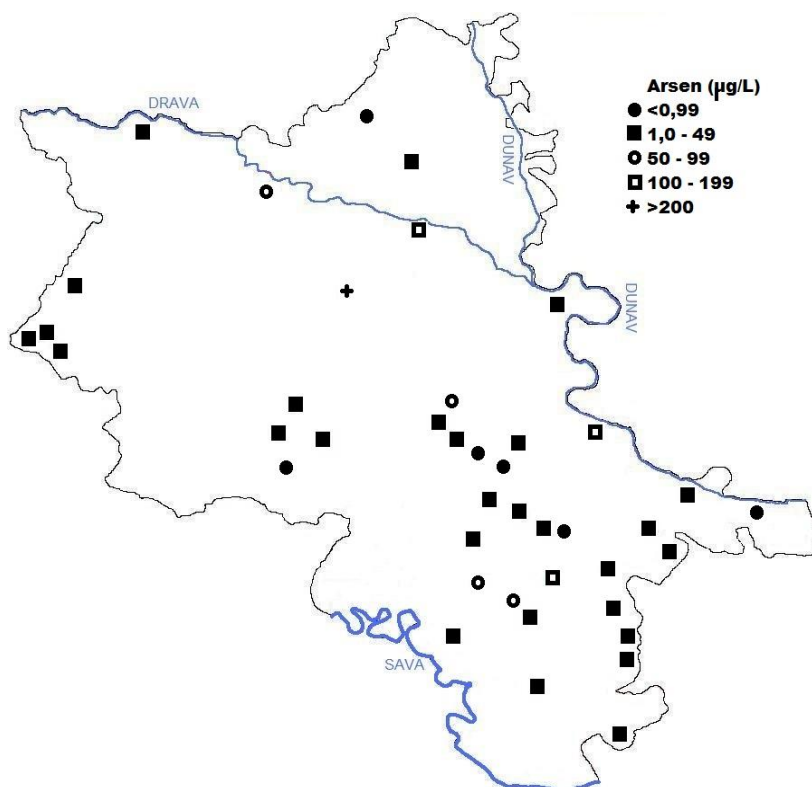 DRAVA
DUNAV
DUNAV
SAVA
Arsen (µg/L)
<0,99
1,0 - 49
50 - 99
100 - 199
>200